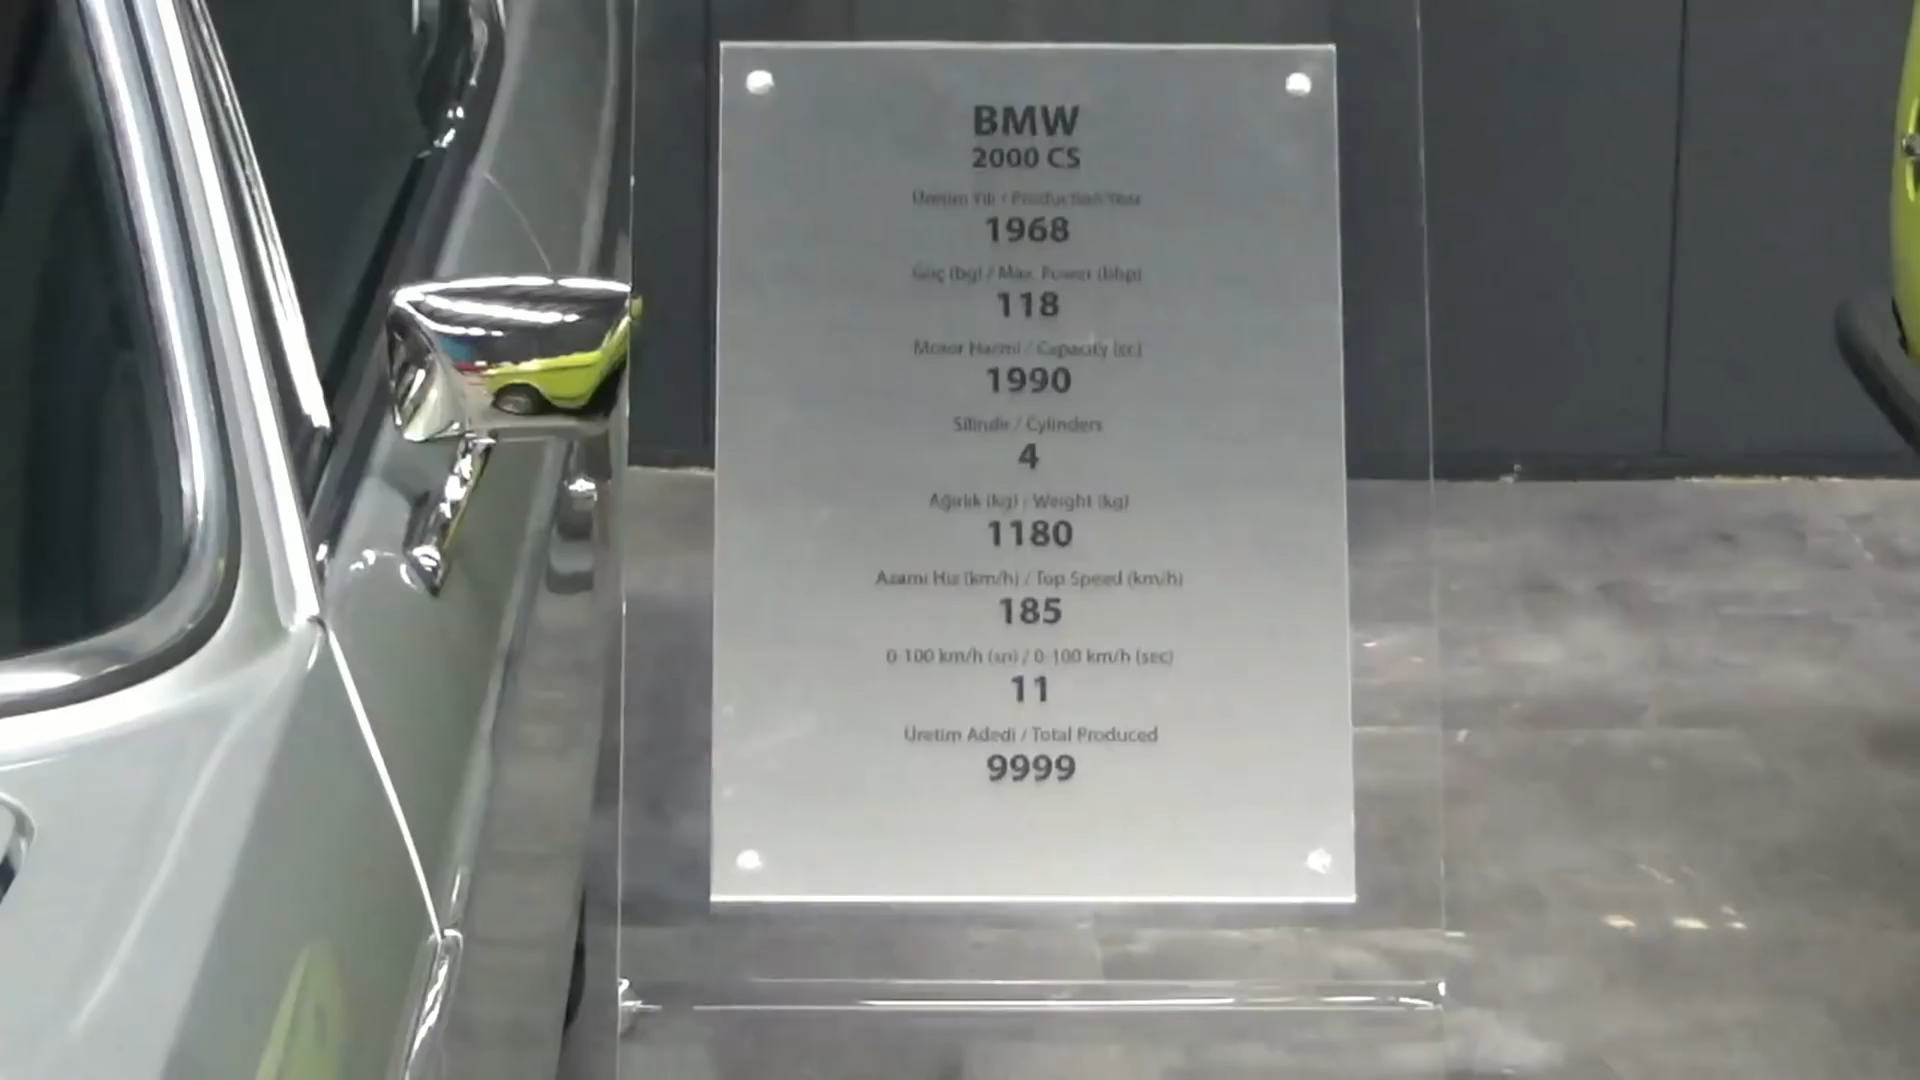 BMW
2000 CS
Üretim Yılı / Production Year
1968
Güç (bg) / Max. Power (bhp)
118
Motor Hacmi / Capacity (cc)
1990
Silindir / Cylinders
4
Ağırlık (kg) / Weight (kg)
1180
Azami Hız (km/h) / Top Speed (km/h)
185
0-100 km/h (sn) / 0-100 km/h (sec)
11
Üretim Adedi / Total Produced
9999